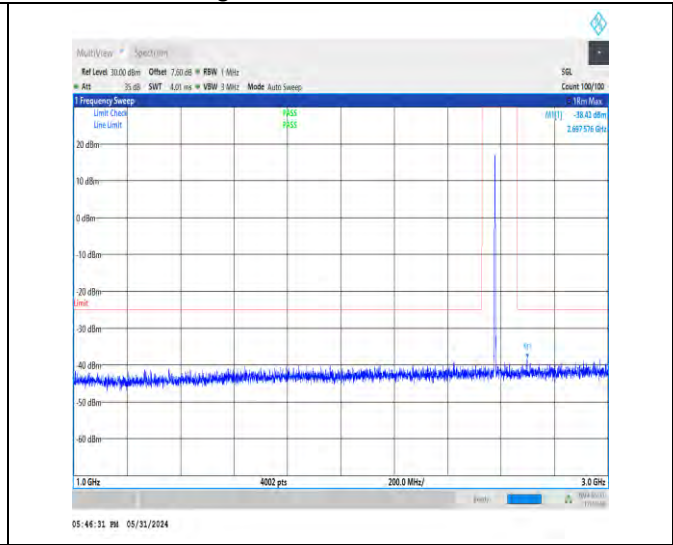 MultiView Spectrum
Ref Level 30.00 dBm Offset 7.60 dB RBW 1 MHz SGL
Att 35 dB SWT 4.01 ms VBW 3 MHz Mode Auto Sweep Count 100/100
1 Frequency Sweep 1Rm Max
Limit Check PASS M1[1] -38.42 dBm
Line Limit PASS 2.697 576 GHz
20 dBm
10 dBm
0 dBm
-10 dBm
-20 dBm
Limit
-30 dBm
M1
-40 dBm
-50 dBm
-60 dBm
1.0 GHz 4002 pts 200.0 MHz/ 3.0 GHz
05:46:31 PM 05/31/2024